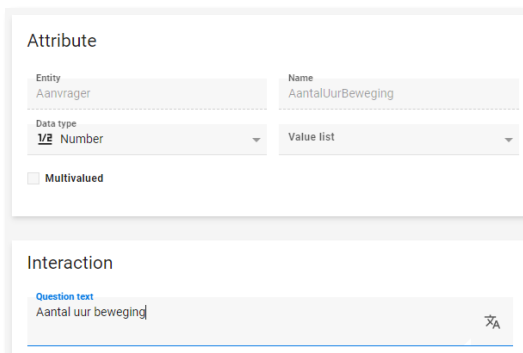 Attribute
Entity Name
Aanvrager AantalUurBeweging
Data type
1/2 Number Value list
Multivalued
Interaction
Question text
Aantal uur beweging